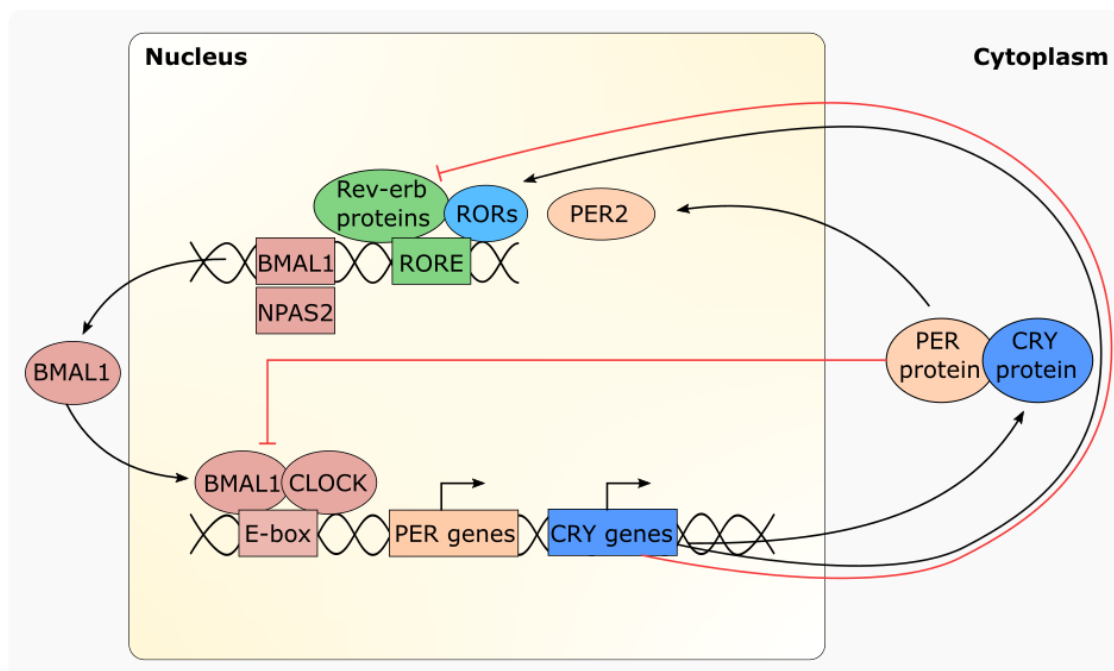 Nucleus
Cytoplasm
Rev-erb
proteins
RORs
PER2
BMAL1
RORE
NPAS2
BMAL1
PER
protein
CRY
protein
BMAL1
CLOCK
E-box
PER genes
CRY genes